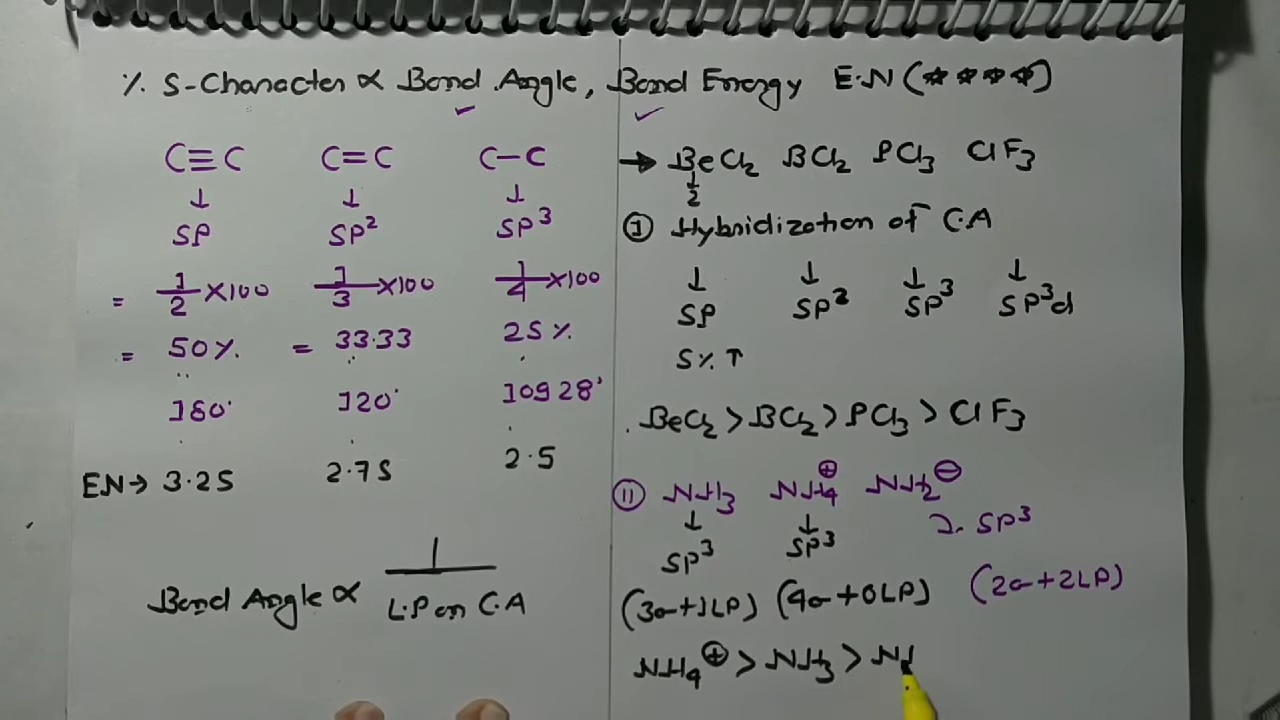 % S-Character ∝ Bond Angle, Bond Energy E.N (****)
C≡C C=C C-C
↓ ↓ ↓
SP SP² SP³
= 1/2 ×100 1/3 ×100 1/4 ×100
= 50%. = 33.33 25%
180° 120° 109 28'
EN→ 3.25 2.75 2.5
Bond Angle ∝ 1/L.P on C.A
→ BeCl₂ BCl₂ PCl₃ ClF₃
1/2
① Hybridization of C.A
↓ ↓ ↓ ↓
SP SP² SP³ SP³d
S% ↑
BeCl₂ > BCl₂ > PCl₃ > ClF₃
② NH₃ NH₄⊕ NH₂⊖
↓ ↓
SP³ SP³ SP³
(3σ+1LP) (4σ+0LP) (2σ+2LP)
NH₄⊕ > NH₃ > N